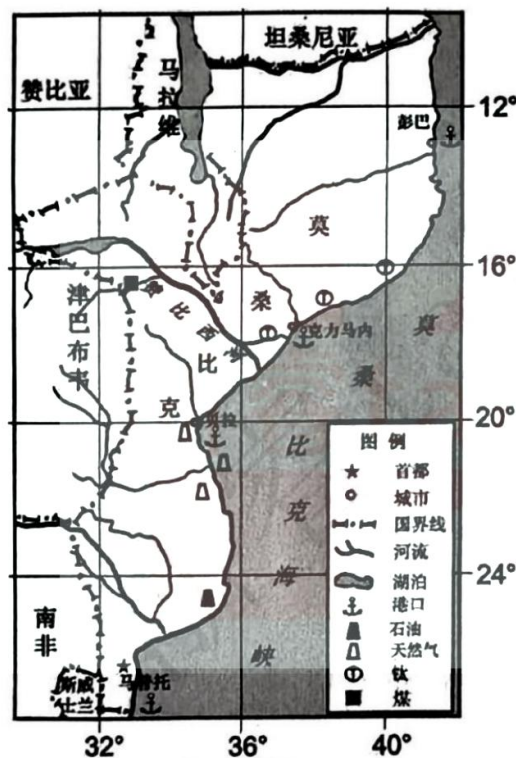 坦桑尼亚
赞比亚
马拉维
12°
彭巴
莫
16°
桑
津巴布韦
赞比西河
克力马内
比
莫
桑
克
贝拉
20°
比
克
海
峡
图例
首都
城市
国界线
河流
湖泊
港口
石油
天然气
钛
煤
24°
南非
斯威士兰
马普托
32°
36°
40°